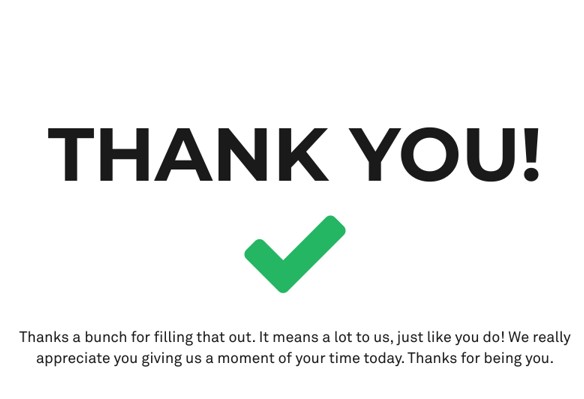 THANK YOU!
Thanks a bunch for filling that out. It means a lot to us, just like you do! We really
appreciate you giving us a moment of your time today. Thanks for being you.